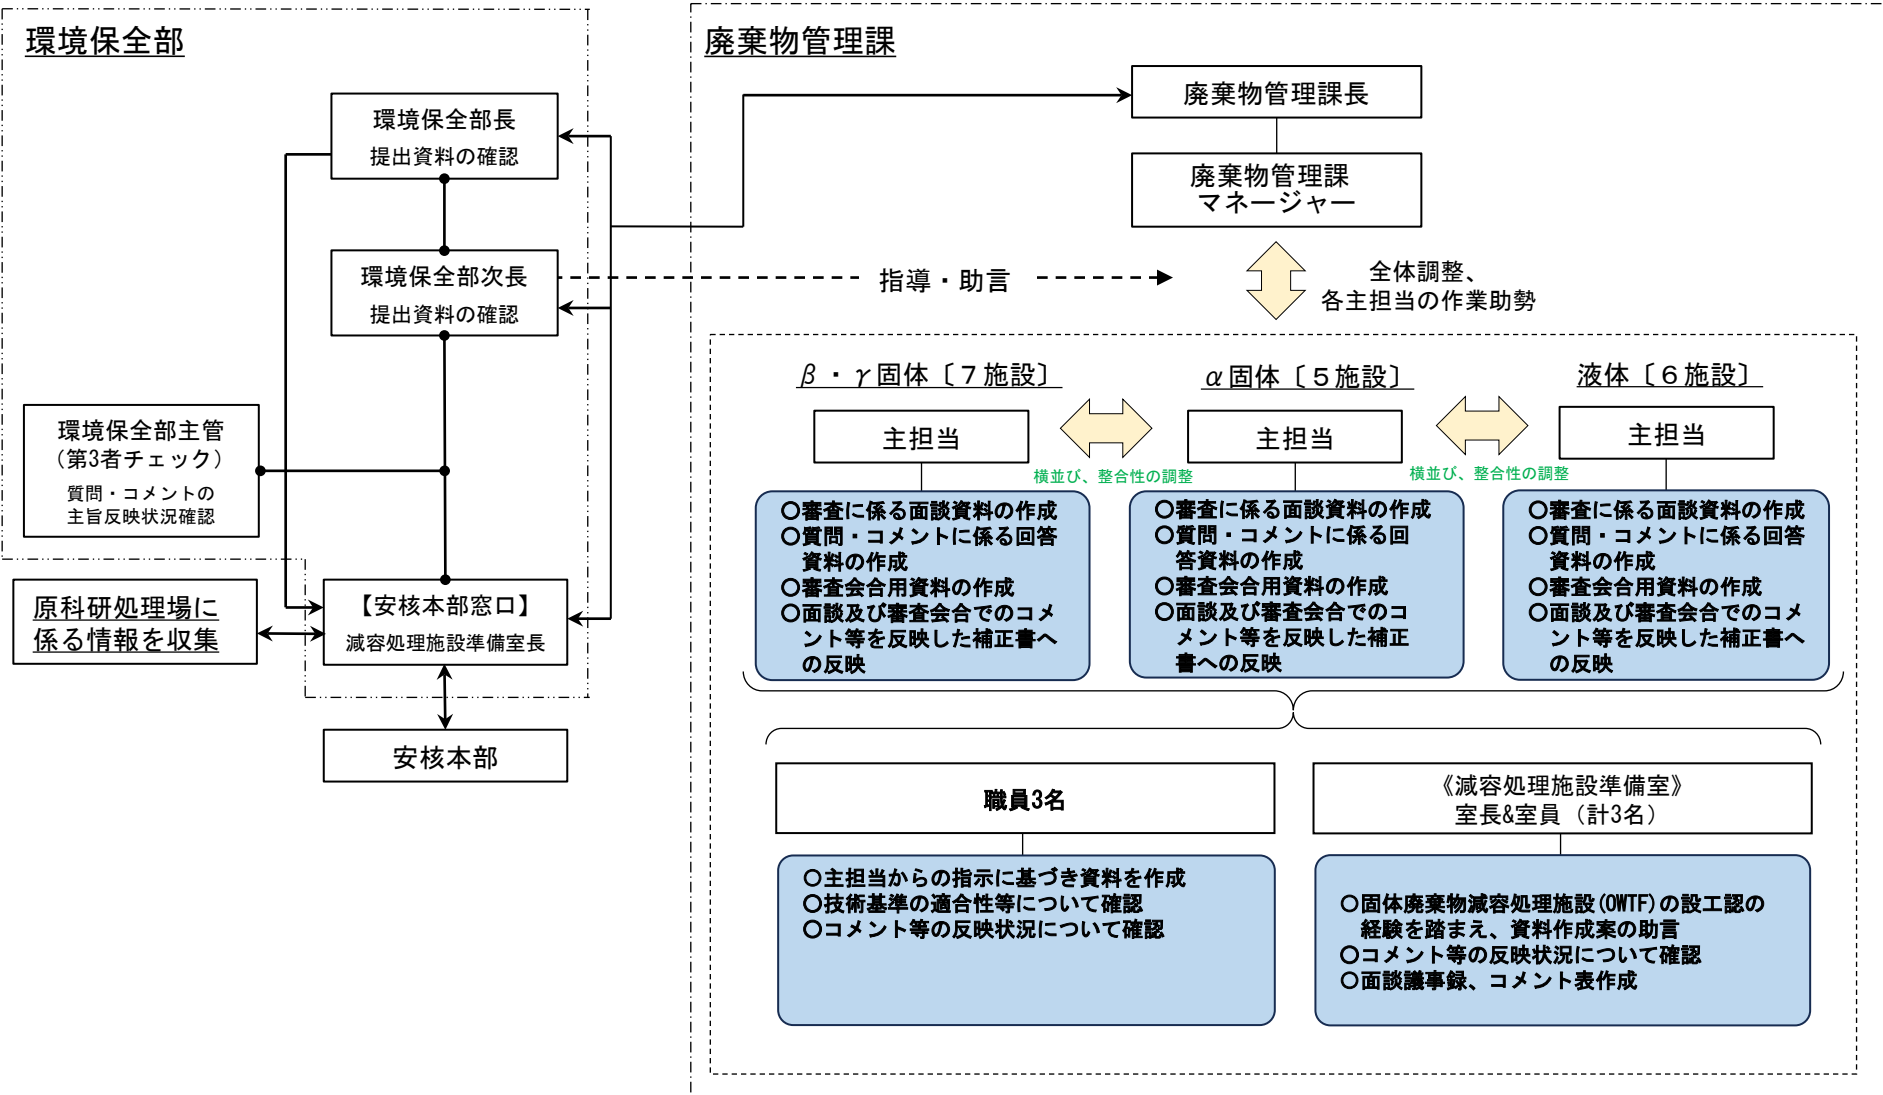 環境保全部
環境保全部長
提出資料の確認
環境保全部次長
提出資料の確認
環境保全部主管
（第3者チェック）
質問・コメントの
主旨反映状況確認
原科研処理場に
係る情報を収集
【安核本部窓口】
減容処理施設準備室長
安核本部
廃棄物管理課
廃棄物管理課長
廃棄物管理課
マネージャー
指導・助言
全体調整、
各主担当の作業助勢
β・γ固体〔７施設〕
主担当
○審査に係る面談資料の作成
○質問・コメントに係る回答
資料の作成
○審査会合用資料の作成
○面談及び審査会合でのコメ
ント等を反映した補正書へ
の反映
横並び、整合性の調整
α固体〔５施設〕
主担当
○審査に係る面談資料の作成
○質問・コメントに係る回
答資料の作成
○審査会合用資料の作成
○面談及び審査会合でのコ
メント等を反映した補正
書への反映
横並び、整合性の調整
液体〔６施設〕
主担当
○審査に係る面談資料の作成
○質問・コメントに係る回答
資料の作成
○審査会合用資料の作成
○面談及び審査会合でのコメ
ント等を反映した補正書へ
の反映
職員3名
○主担当からの指示に基づき資料を作成
○技術基準の適合性等について確認
○コメント等の反映状況について確認
《減容処理施設準備室》
室長&室員（計3名）
○固体廃棄物減容処理施設(OWTF)の設工認の
経験を踏まえ、資料作成案の助言
○コメント等の反映状況について確認
○面談議事録、コメント表作成